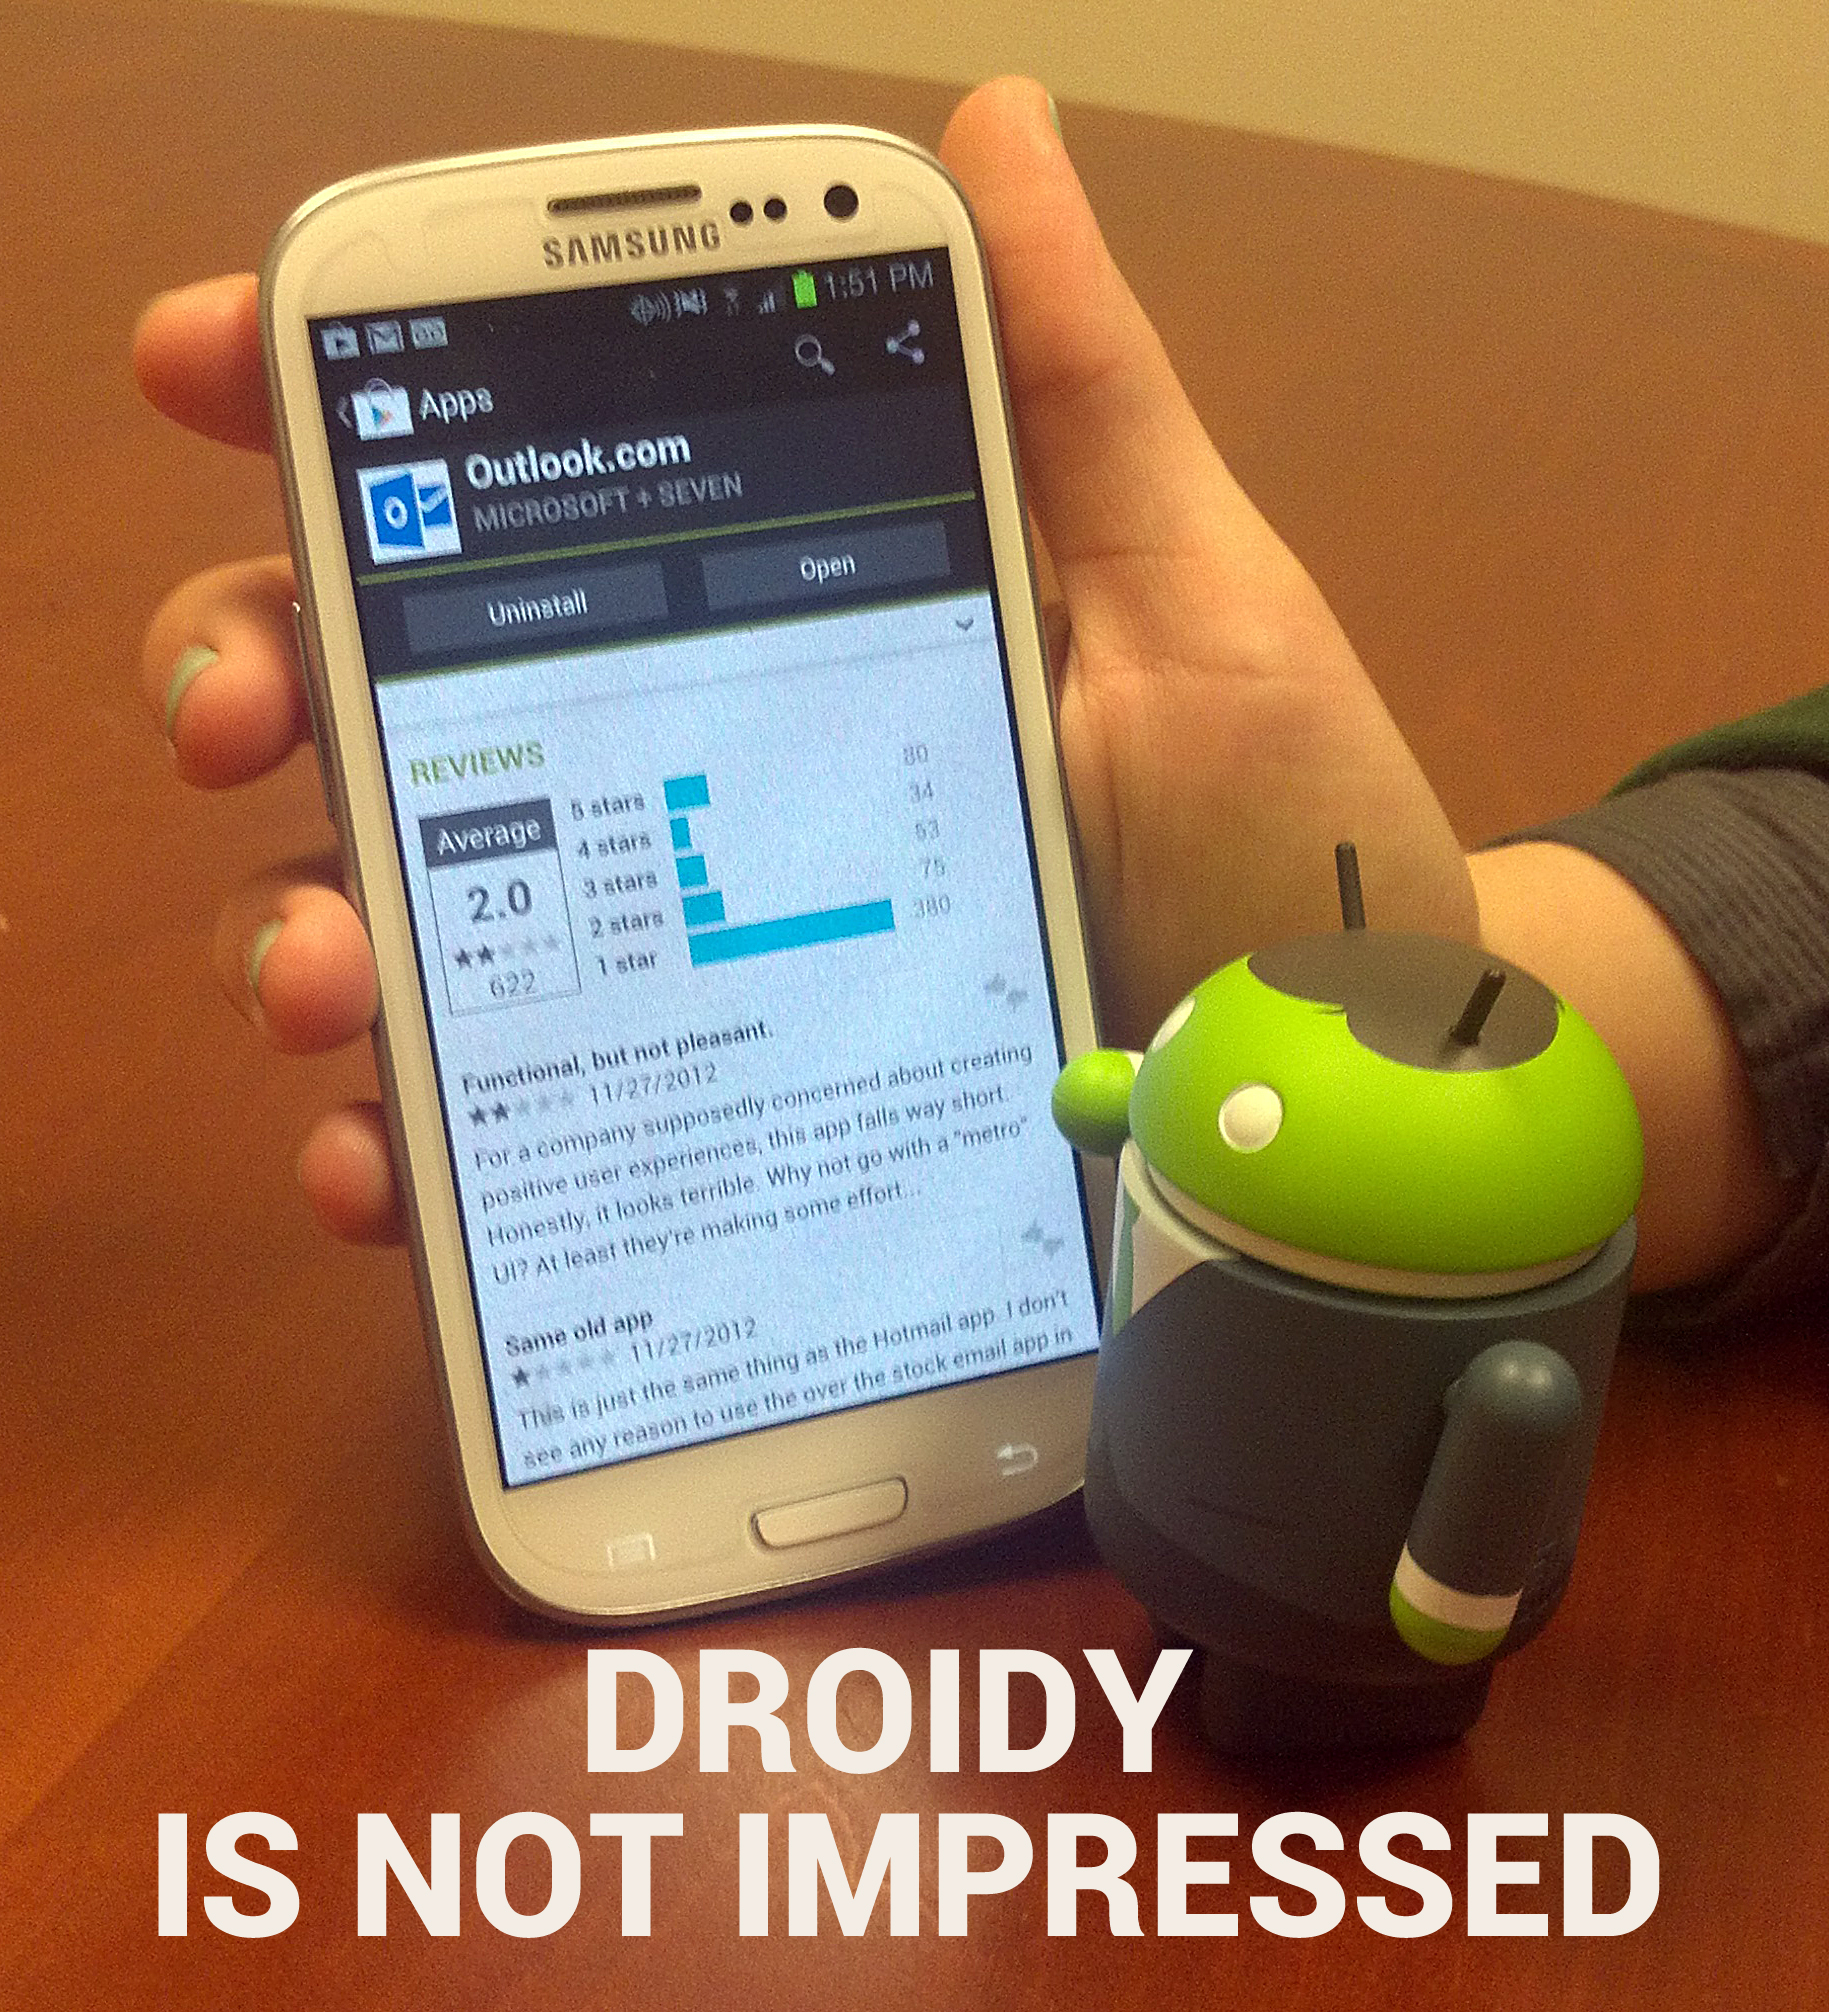 SAMSUNG
1:51 PM
Apps
Outlook.com
MICROSOFT + SEVEN
Uninstall
Open
REVIEWS
Average
2.0
622
5 stars 80
4 stars 34
3 stars 53
2 stars 75
1 star 380
Functional, but not pleasant.
11/27/2012
For a company supposedly concerned about creating
positive user experiences, this app falls way short.
Honestly, it looks terrible. Why not go with a "metro"
UI? At least they're making some effort...
Same old app
11/27/2012
This is just the same thing as the Hotmail app. I don't
see any reason to use the over the stock email app in
DROIDY
IS NOT IMPRESSED